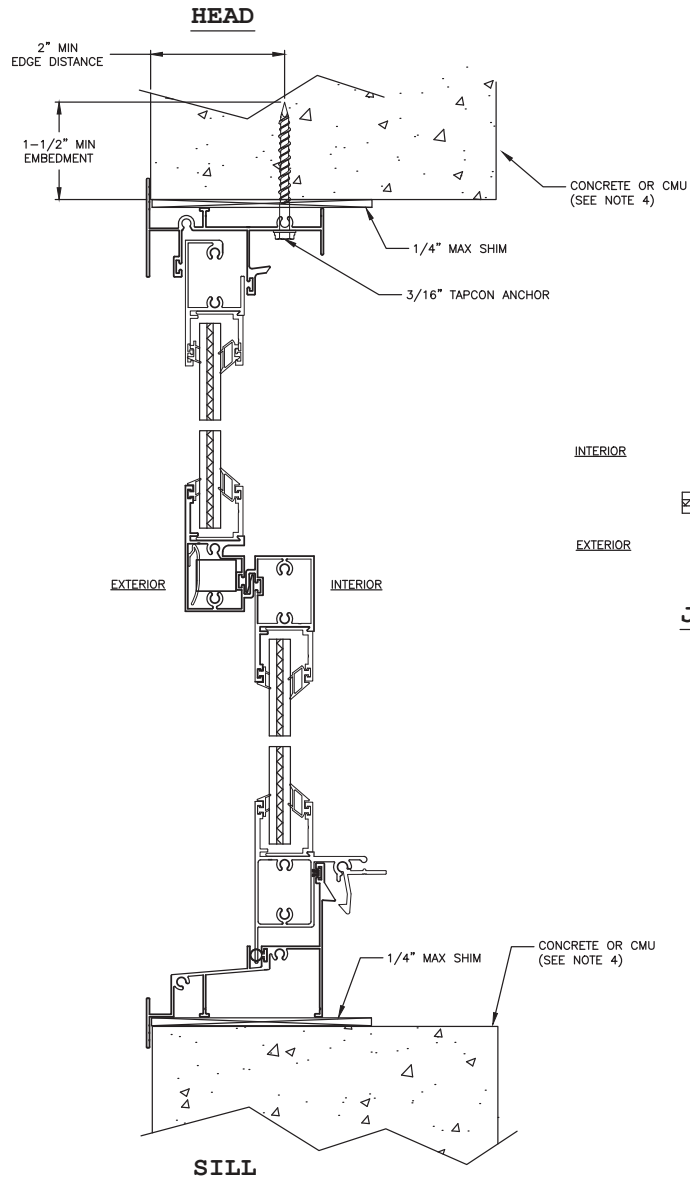 HEAD
2" MIN
EDGE DISTANCE
1-1/2" MIN
EMBEDMENT
CONCRETE OR CMU
(SEE NOTE 4)
1/4" MAX SHIM
3/16" TAPCON ANCHOR
INTERIOR
EXTERIOR
EXTERIOR
INTERIOR
1/4" MAX SHIM
CONCRETE OR CMU
(SEE NOTE 4)
SILL